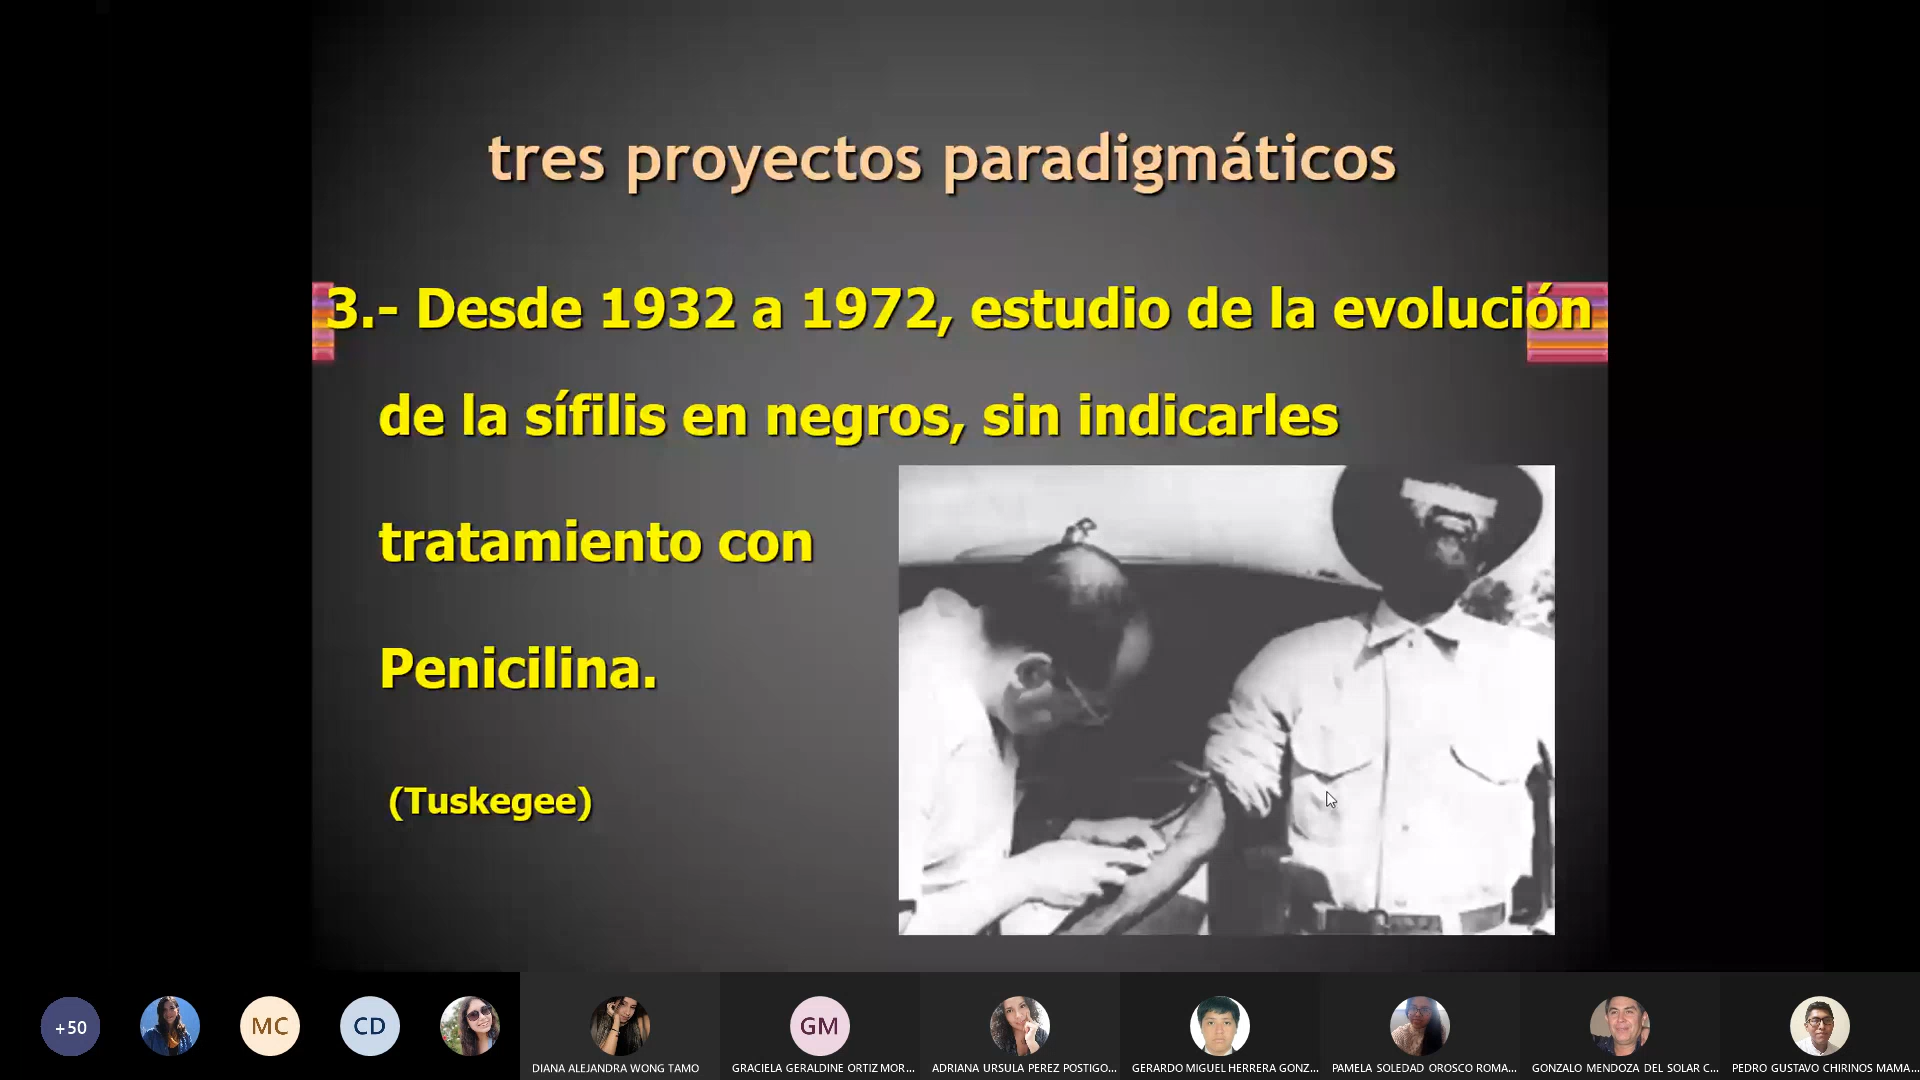 tres proyectos paradigmáticos
3.- Desde 1932 a 1972, estudio de la evolución
de la sífilis en negros, sin indicarles
tratamiento con
Penicilina.
(Tuskegee)
+50
MC
CD
GM
DIANA ALEJANDRA WONG TAMO
GRACIELA GERALDINE ORTIZ MOR...
ADRIANA URSULA PEREZ POSTIGO...
GERARDO MIGUEL HERRERA GONZ...
PAMELA SOLEDAD OROSCO ROMA...
GONZALO MENDOZA DEL SOLAR C...
PEDRO GUSTAVO CHIRINOS MAMA...